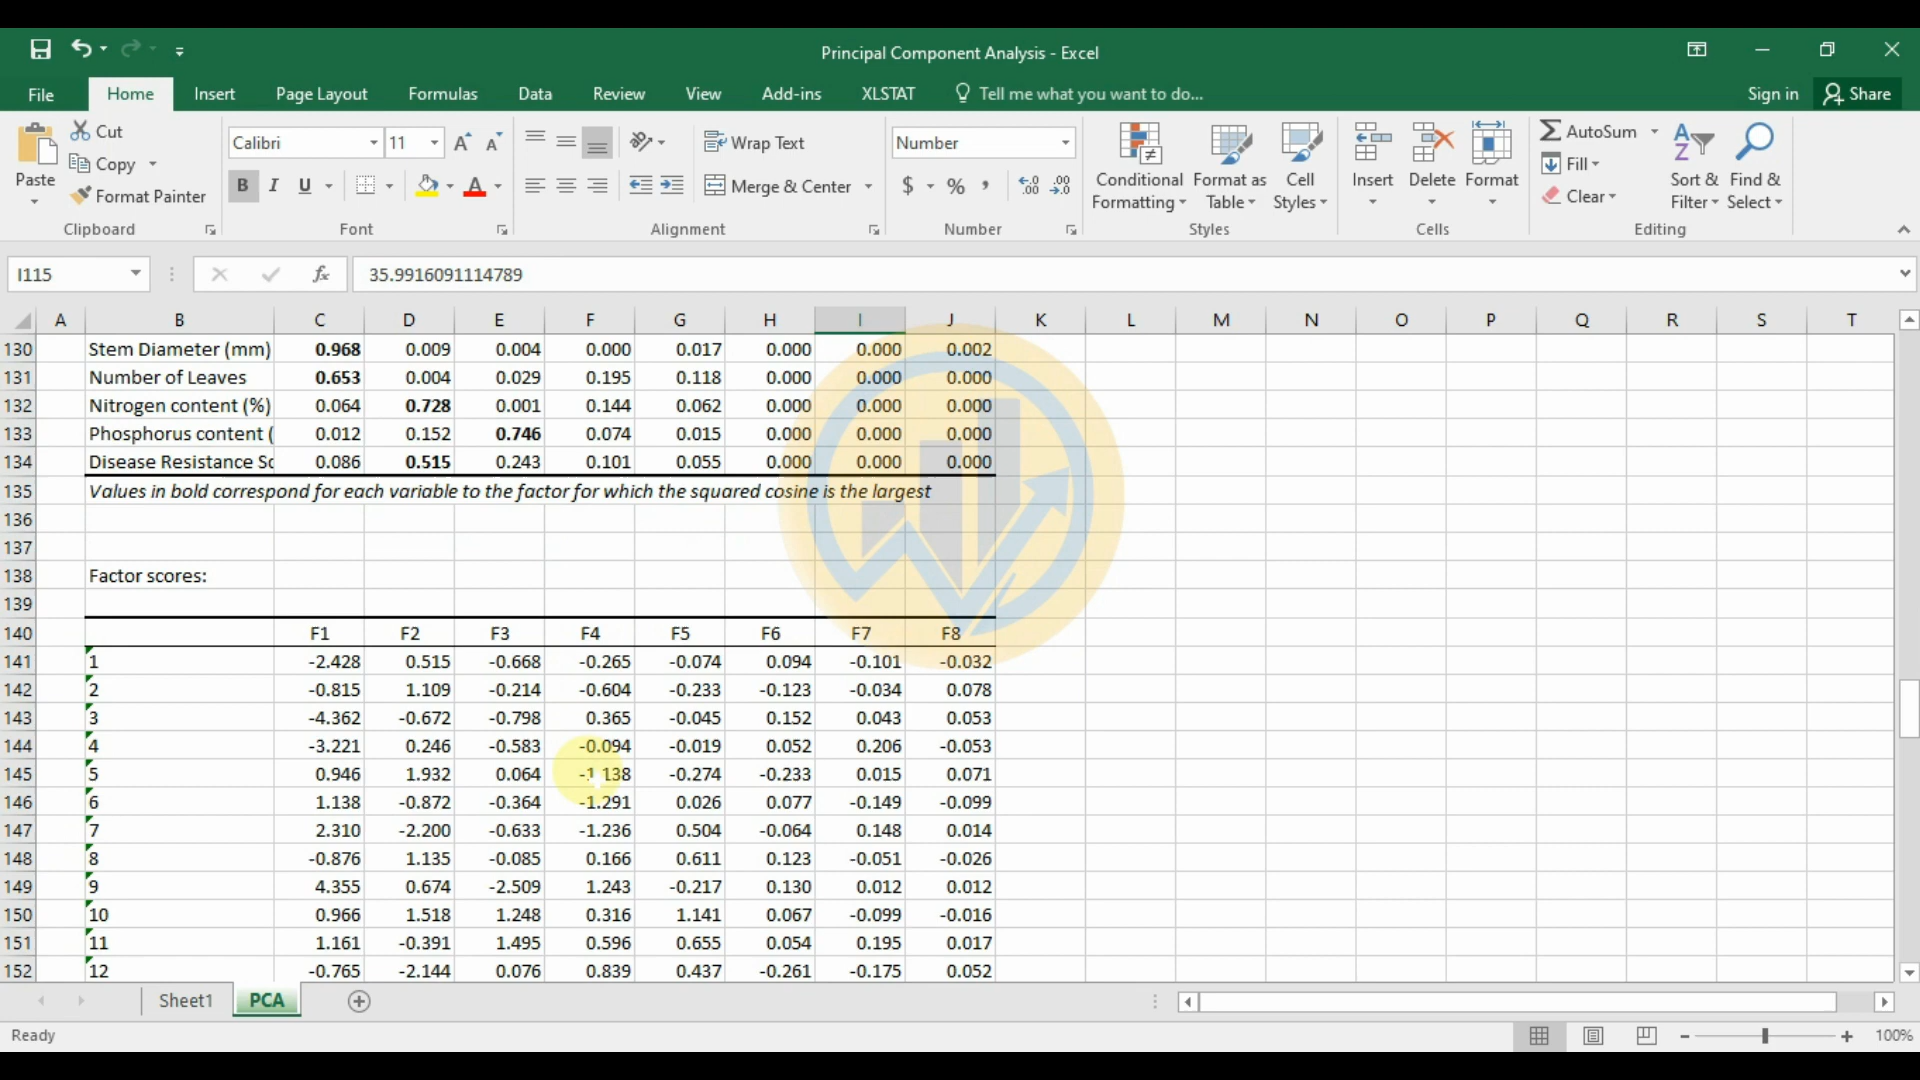 Principal Component Analysis - Excel
File Home Insert Page Layout Formulas Data Review View Add-ins XLSTAT Tell me what you want to do... Sign in Share
Paste Cut Copy Format Painter Clipboard
Calibri 11 B I U Font
Wrap Text Merge & Center Alignment
Number $ % Number
Conditional Formatting Format as Table Cell Styles Styles
Insert Delete Format Cells
AutoSum Fill Clear Sort & Filter Find & Select Editing
I115 fx 35.9916091114789
A B C D E F G H I J K L M N O P Q R S T
130 Stem Diameter (mm) 0.968 0.009 0.004 0.000 0.017 0.000 0.000 0.002
131 Number of Leaves 0.653 0.004 0.029 0.195 0.118 0.000 0.000 0.000
132 Nitrogen content (%) 0.064 0.728 0.001 0.144 0.062 0.000 0.000 0.000
133 Phosphorus content ( 0.012 0.152 0.746 0.074 0.015 0.000 0.000 0.000
134 Disease Resistance Sc 0.086 0.515 0.243 0.101 0.055 0.000 0.000 0.000
135 Values in bold correspond for each variable to the factor for which the squared cosine is the largest
136
137
138 Factor scores:
139
140 F1 F2 F3 F4 F5 F6 F7 F8
141 1 -2.428 0.515 -0.668 -0.265 -0.074 0.094 -0.101 -0.032
142 2 -0.815 1.109 -0.214 -0.604 -0.233 -0.123 -0.034 0.078
143 3 -4.362 -0.672 -0.798 0.365 -0.045 0.152 0.043 0.053
144 4 -3.221 0.246 -0.583 -0.094 -0.019 0.052 0.206 -0.053
145 5 0.946 1.932 0.064 -1.138 -0.274 -0.233 0.015 0.071
146 6 1.138 -0.872 -0.364 -1.291 0.026 0.077 -0.149 -0.099
147 7 2.310 -2.200 -0.633 -1.236 0.504 -0.064 0.148 0.014
148 8 -0.876 1.135 -0.085 0.166 0.611 0.123 -0.051 -0.026
149 9 4.355 0.674 -2.509 1.243 -0.217 0.130 0.012 0.012
150 10 0.966 1.518 1.248 0.316 1.141 0.067 -0.099 -0.016
151 11 1.161 -0.391 1.495 0.596 0.655 0.054 0.195 0.017
152 12 -0.765 -2.144 0.076 0.839 0.437 -0.261 -0.175 0.052
Sheet1 PCA
Ready 100%